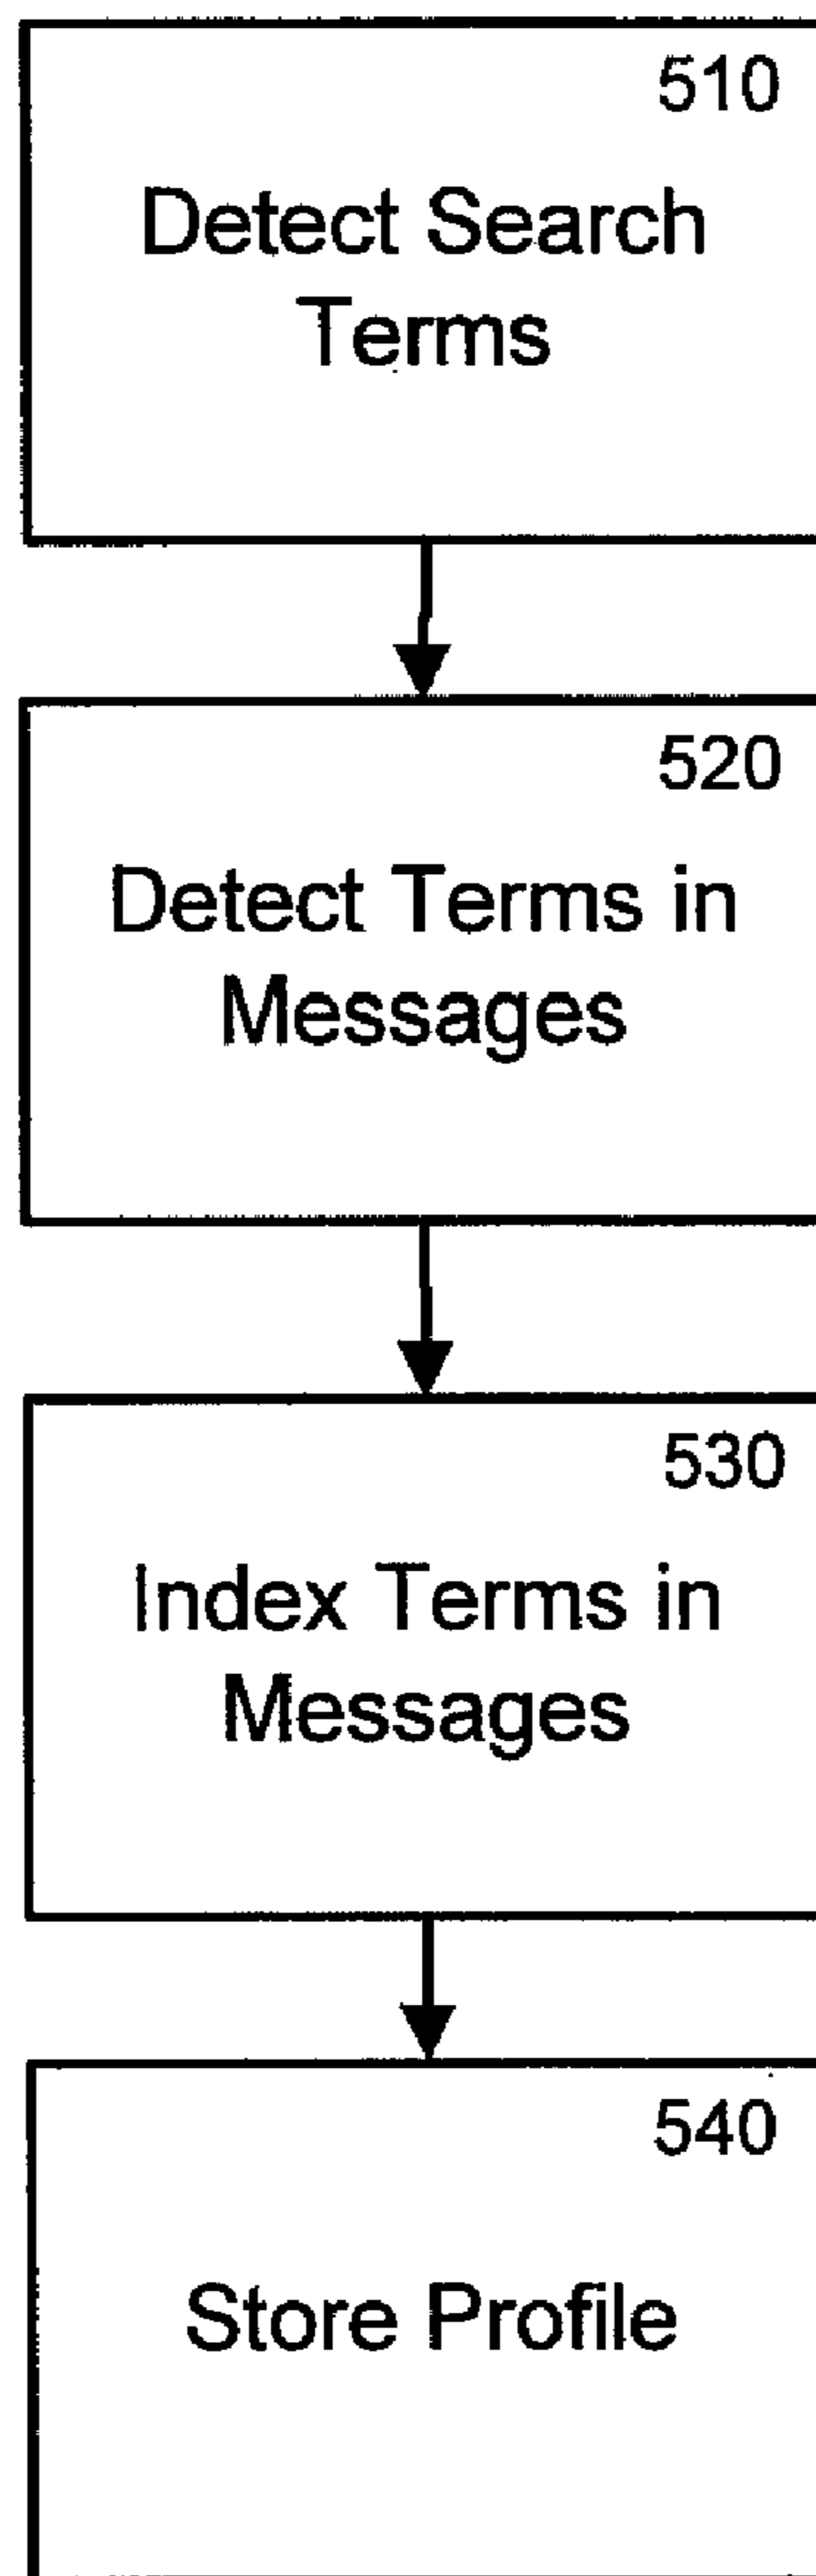 510
Detect Search
Terms
520
Detect Terms in
Messages
530
Index Terms in
Messages
540
Store Profile